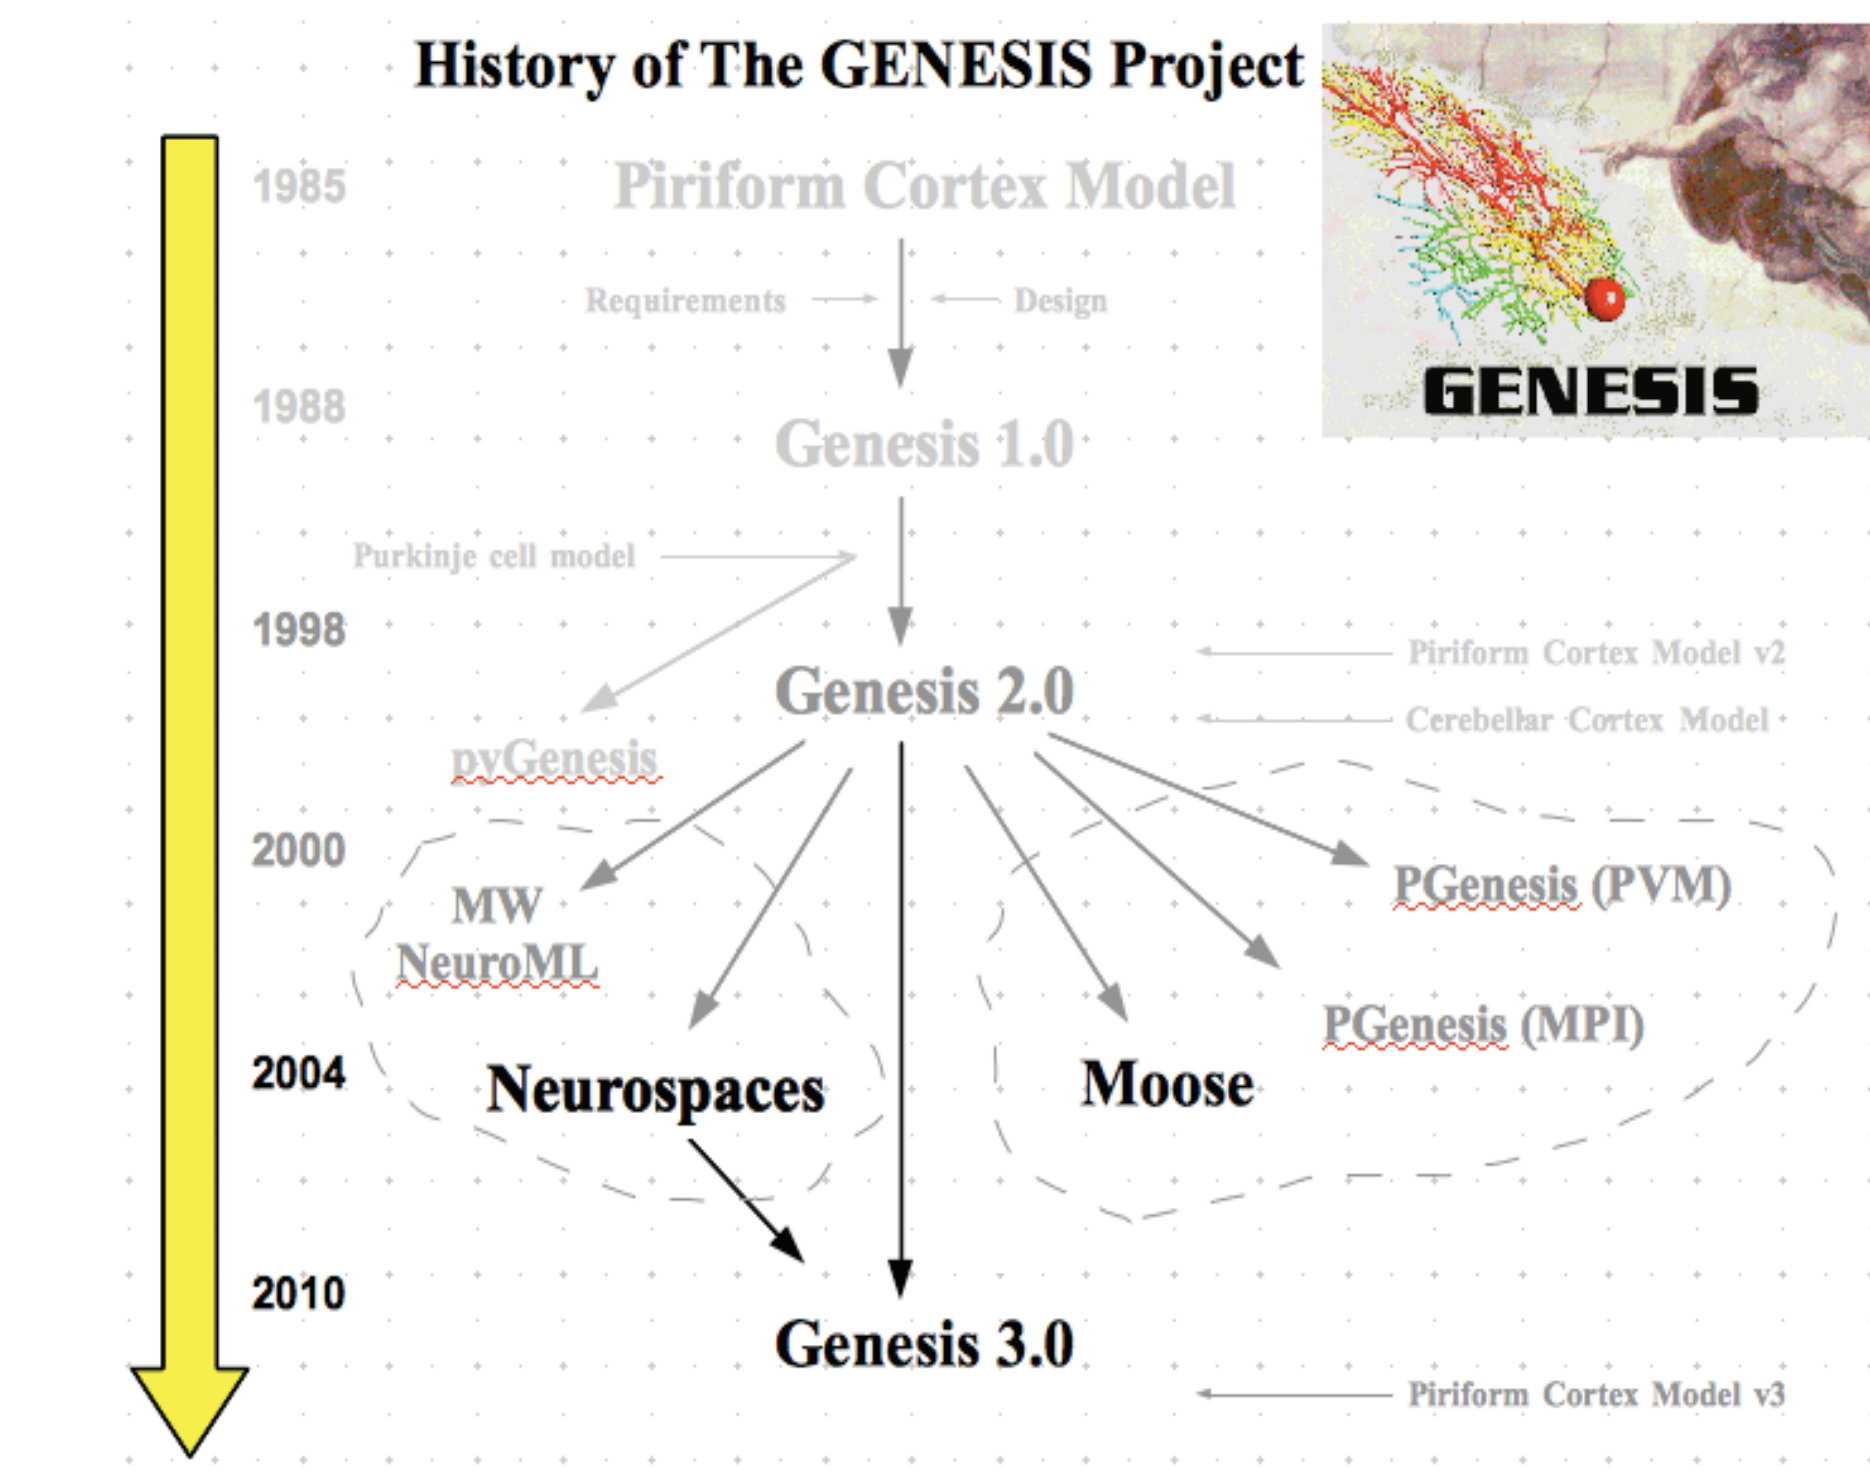 History of The GENESIS Project
GENESIS
1985
Piriform Cortex Model
Requirements
Design
1988
Genesis 1.0
Purkinje cell model
1998
Piriform Cortex Model v2
Genesis 2.0
Cerebellar Cortex Model
pyGenesis
2000
MW
NeuroML
PGenesis (PVM)
PGenesis (MPI)
2004
Neurospaces
Moose
2010
Genesis 3.0
Piriform Cortex Model v3